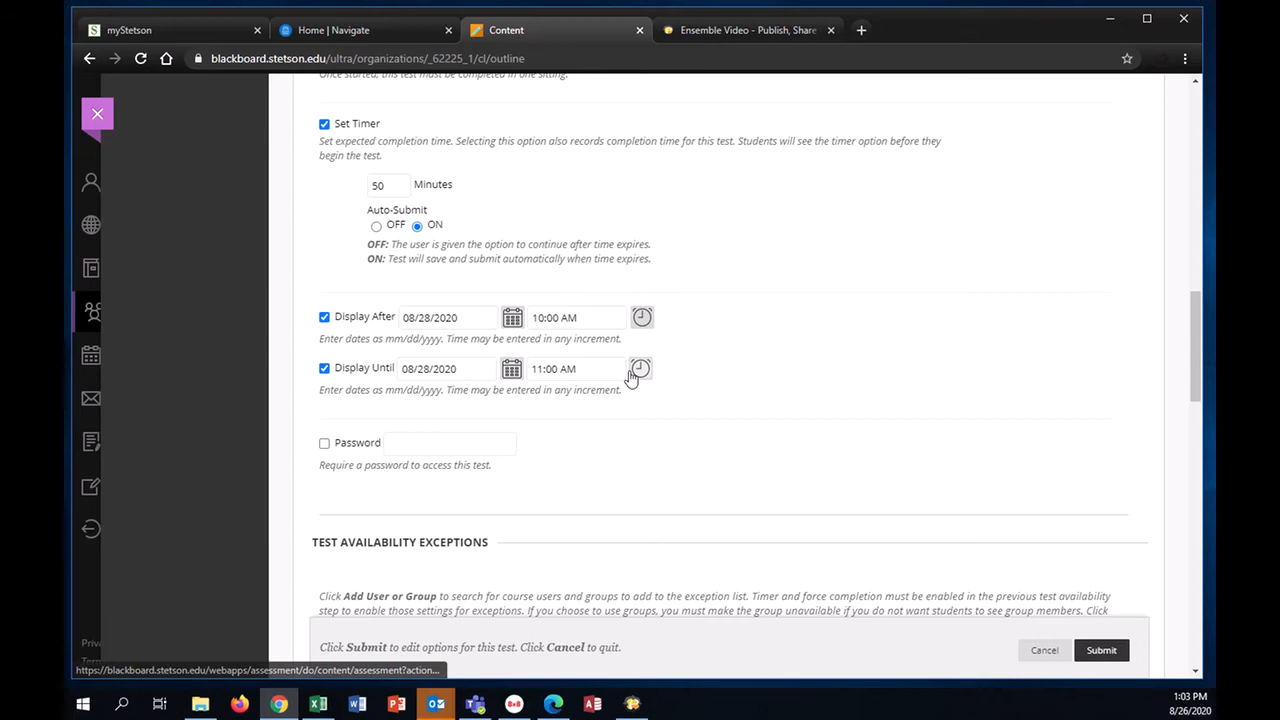 myStetson
Home | Navigate
Content
Ensemble Video - Publish, Share
blackboard.stetson.edu/ultra/organizations/_62225_1/cl/outline
Once started, this test must be completed in one sitting.
Set Timer
Set expected completion time. Selecting this option also records completion time for this test. Students will see the timer option before they
begin the test.
50 Minutes
Auto-Submit
OFF ON
OFF: The user is given the option to continue after time expires.
ON: Test will save and submit automatically when time expires.
Display After 08/28/2020 10:00 AM
Enter dates as mm/dd/yyyy. Time may be entered in any increment.
Display Until 08/28/2020 11:00 AM
Enter dates as mm/dd/yyyy. Time may be entered in any increment.
Password
Require a password to access this test.
TEST AVAILABILITY EXCEPTIONS
Click Add User or Group to search for course users and groups to add to the exception list. Timer and force completion must be enabled in the previous test availability
step to enable those settings for exceptions. If you choose to use groups, you must make the group unavailable if you do not want students to see group members. Click
Click Submit to edit options for this test. Click Cancel to quit.
Cancel Submit
Priva
https://blackboard.stetson.edu/webapps/assessment/do/content/assessment?action...
1:03 PM
8/26/2020